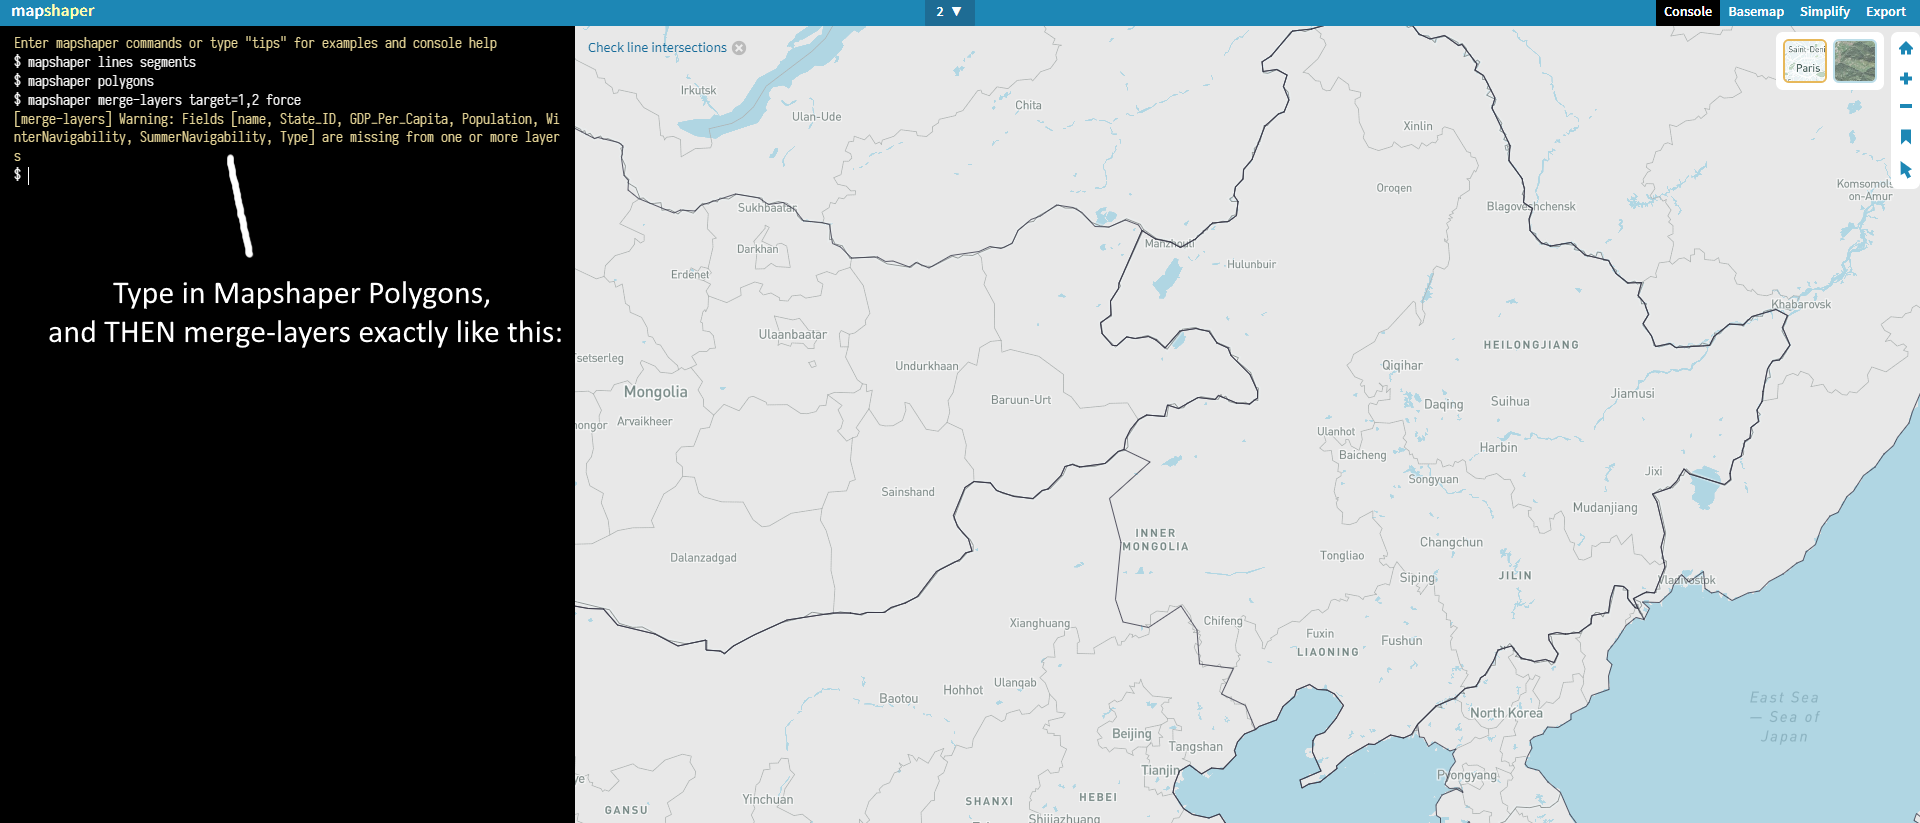 mapshaper
2 ▼
Console Basemap Simplify Export
Enter mapshaper commands or type "tips" for examples and console help
$ mapshaper lines segments
$ mapshaper polygons
$ mapshaper merge-layers target=1,2 force
[merge-layers] Warning: Fields [name, State_ID, GDP_Per_Capita, Population, Wi
nterNavigability, SummerNavigability, Type] are missing from one or more layer
s
$
Type in Mapshaper Polygons,
and THEN merge-layers exactly like this:
Check line intersections
Saint-Deni
Paris
Irkutsk
Ulan-Ude
Chita
Xinlin
Oroqen
Blagoveshchensk
Komsomols
on-Amur
Sukhbaatar
Darkhan
Erdenet
Manzhouli
Hulunbuir
Khabarovsk
Ulaanbaatar
setserleg
Undurkhaan
Mongolia
Baruun-Urt
Arvaikheer
ongor
HEILONGJIANG
Qiqihar
Daqing
Suihua
Jiamusi
Ulanhot
Baicheng
Harbin
Jixi
Songyuan
Sainshand
Mudanjiang
INNER
MONGOLIA
Changchun
Tongliao
Dalanzadgad
Siping
JILIN
Vladivostok
Xianghuang
Chifeng
Fuxin
Fushun
LIAONING
Ulanqab
Hohhot
Baotou
North Korea
East Sea
— Sea of
Japan
Beijing
Tangshan
Tianjin
Pyongyang
ye
Yinchuan
SHANXI
HEBEI
GANSU
Shijiazhuang